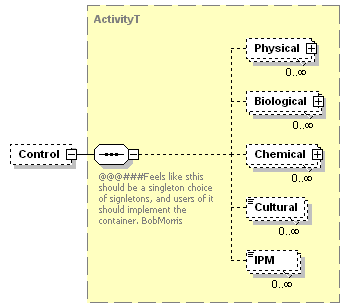 ActivityT
Physical
0..∞
Biological
0..∞
Control
Chemical
0..∞
@@@###Feels like sthis
should be a singleton choice
of signletons, and users of it
should implement the
container. BobMorris
Cultural
0..∞
IPM
0..∞